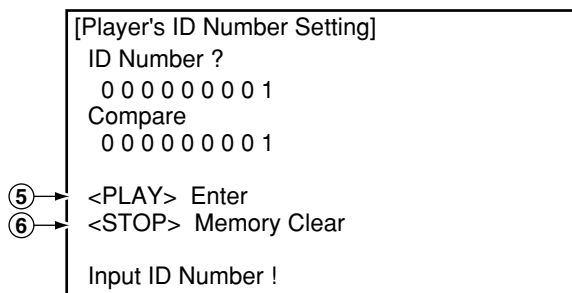 [Player's ID Number Setting]
ID Number ?
0 0 0 0 0 0 0 0 1
Compare
0 0 0 0 0 0 0 0 1
5 <PLAY> Enter
6 <STOP> Memory Clear
Input ID Number !